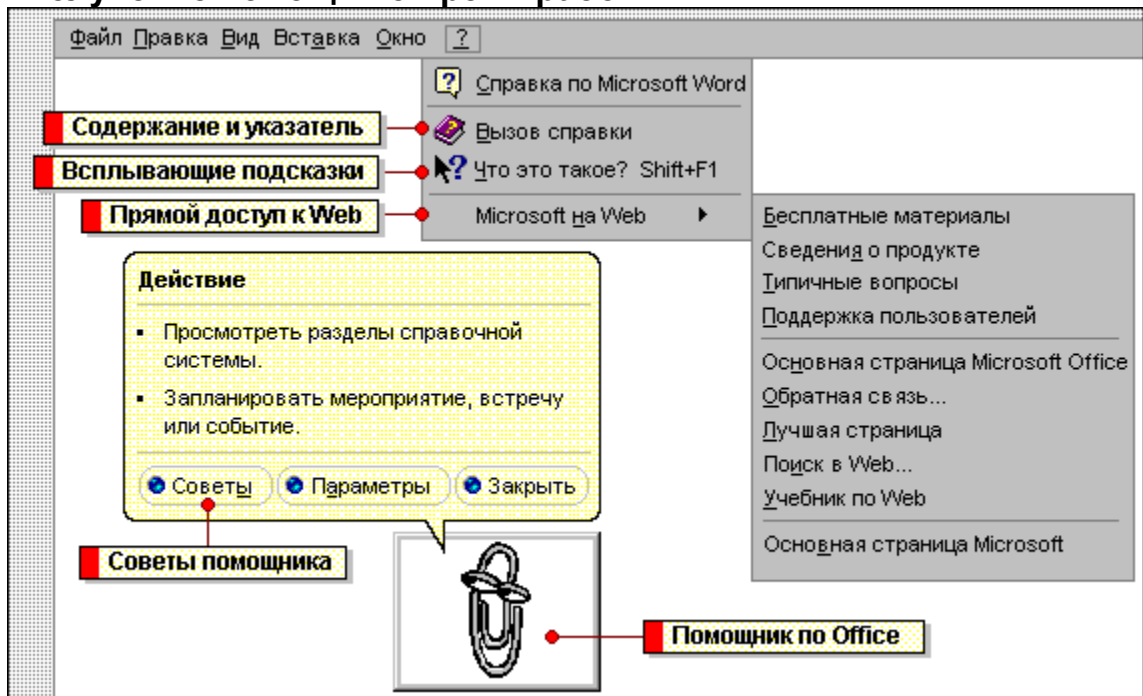 Файл Правка Вид Вставка Окно ?
Справка по Microsoft Word
Содержание и указатель
Вызов справки
Всплывающие подсказки
Что это такое? Shift+F1
Прямой доступ к Web
Microsoft на Web
Бесплатные материалы
Сведения о продукте
Типичные вопросы
Поддержка пользователей
Основная страница Microsoft Office
Обратная связь...
Лучшая страница
Поиск в Web...
Учебник по Web
Основная страница Microsoft
Действие
Просмотреть разделы справочной
системы.
Запланировать мероприятие, встречу
или событие.
Советы Параметры Закрыть
Советы помощника
Помощник по Office